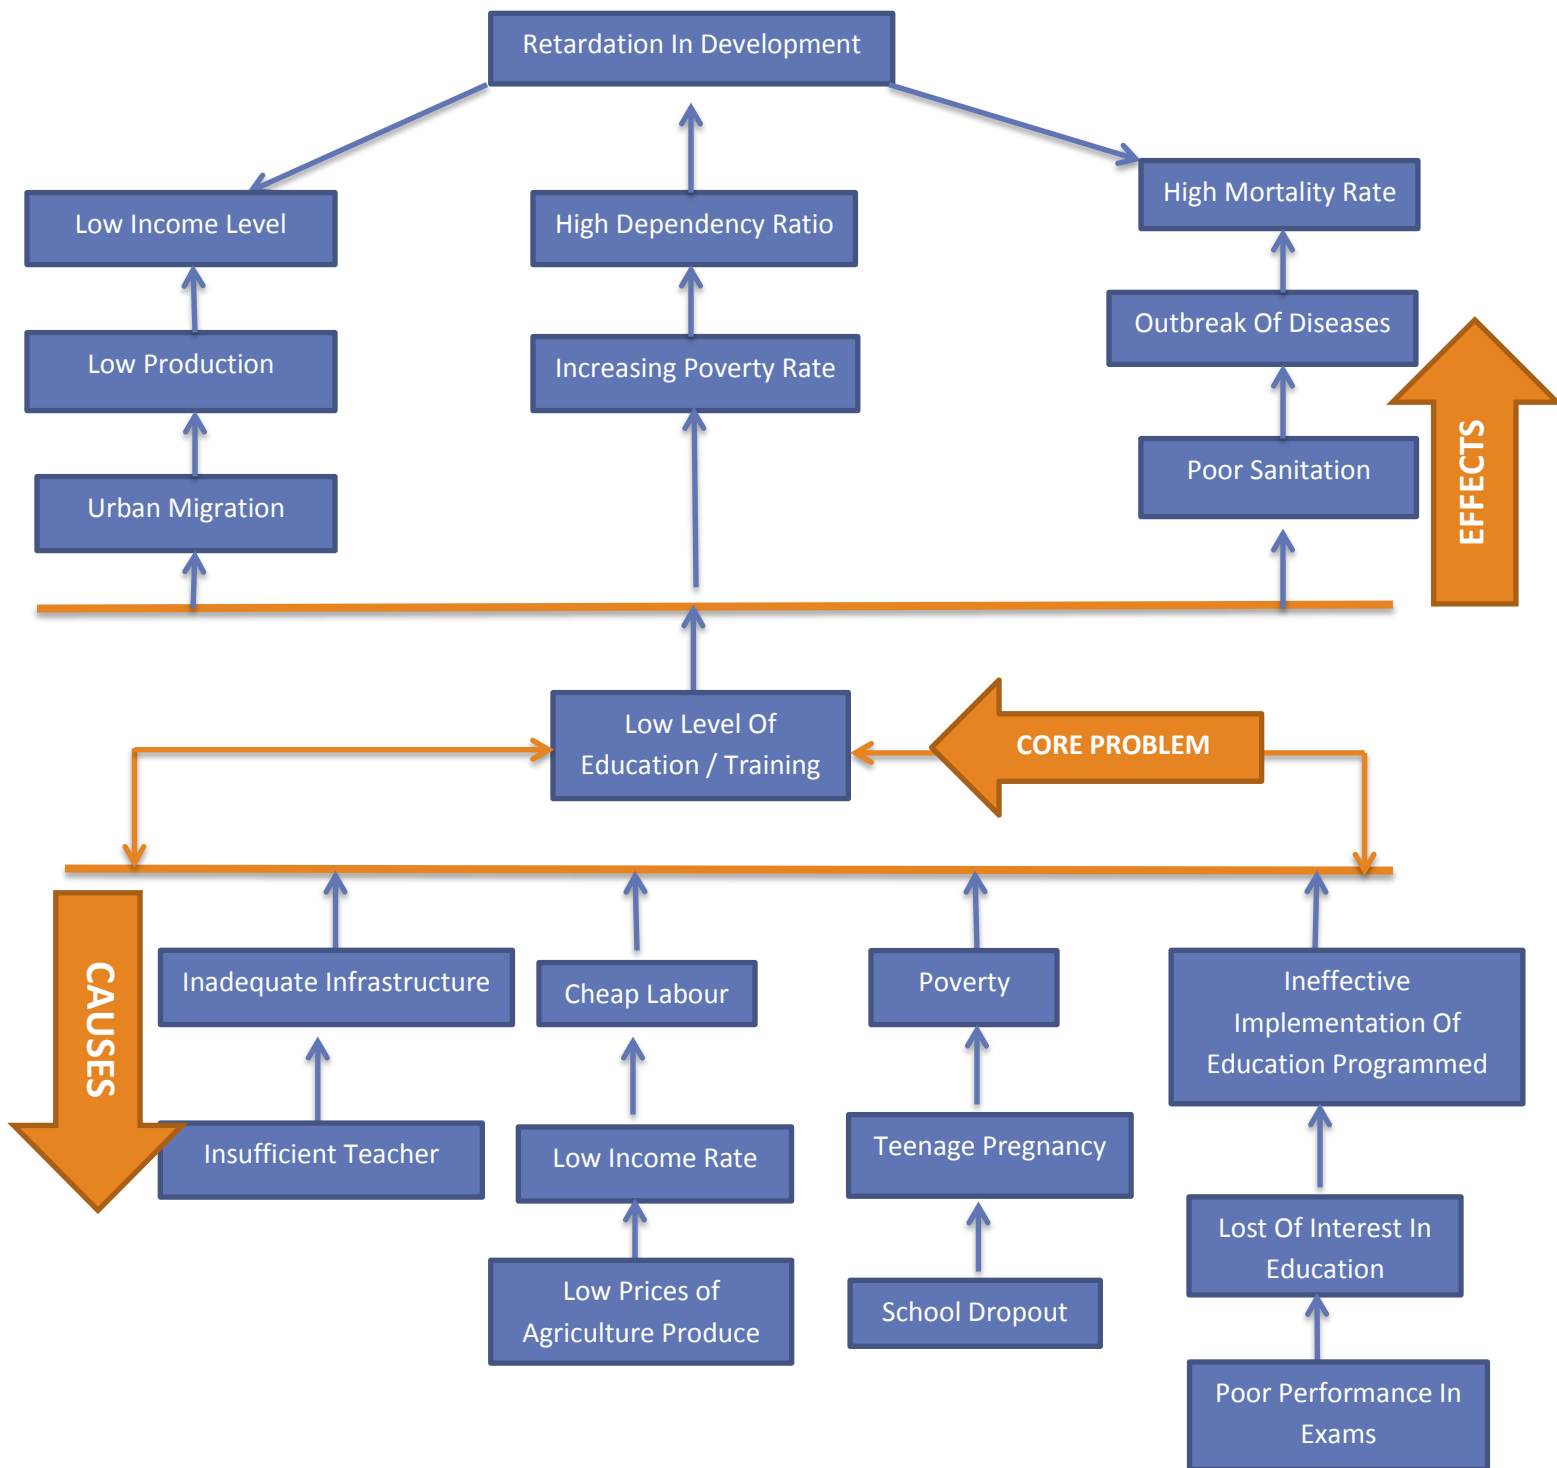 Retardation In Development
Low Income Level
High Dependency Ratio
High Mortality Rate
Low Production
Increasing Poverty Rate
Outbreak Of Diseases
Urban Migration
Poor Sanitation
EFFECTS
Low Level Of
Education / Training
CORE PROBLEM
CAUSES
Inadequate Infrastructure
Cheap Labour
Poverty
Ineffective
Implementation Of
Education Programmed
Insufficient Teacher
Low Income Rate
Teenage Pregnancy
Lost Of Interest In
Education
Low Prices of
Agriculture Produce
School Dropout
Poor Performance In
Exams